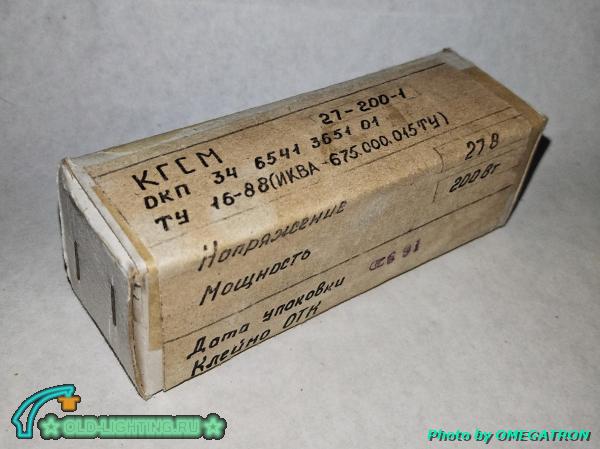 КГСМ 27-200-1
ОКП 34 6541 3651 01
ТУ 16-88(ИКВА-675.000.015ТУ)
Напряжение 27 В
Мощность 200 Вт
Дата упаковки 91
Клеймо ОТК
OLD-LIGHTING.RU
Photo by OMEGATRON